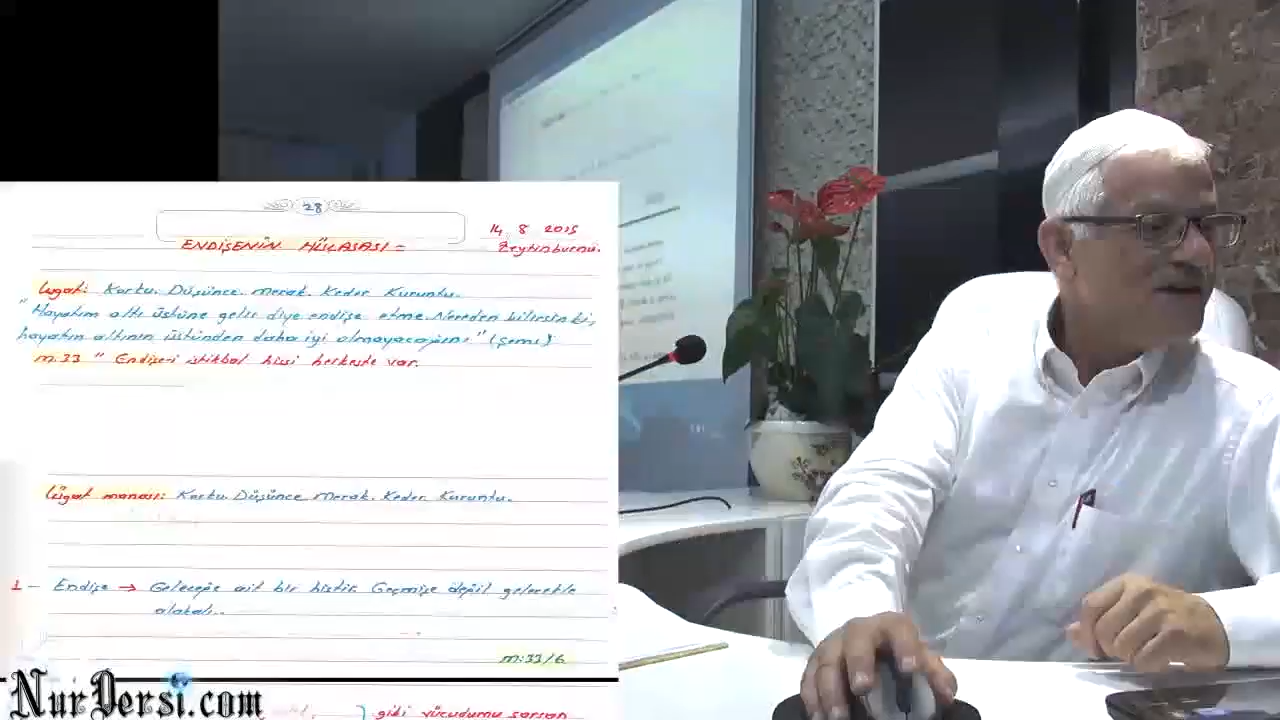 28
14 8 2015
ENDİŞENİN HÜLASASI =
Zeytinburnu.
Lugat: Korku. Düşünce. Merak. Keder. Kuruntu.
"Hayatım altı üstüne gelir diye endişe etme. Nereden bilirsin ki,
hayatın altının üstünden daha iyi olmayacağını" (Şems)
m:33 " Endişe-i istikbal hissi herkeste var.
Lügat manası: Korku. Düşünce. Merak. Keder. Kuruntu.
1 - Endişe → Geleceğe ait bir histir. Geçmişe değil gelecekle
alakalı..
m:33/6
) gibi vücudumu sarsan
NurDersi.com